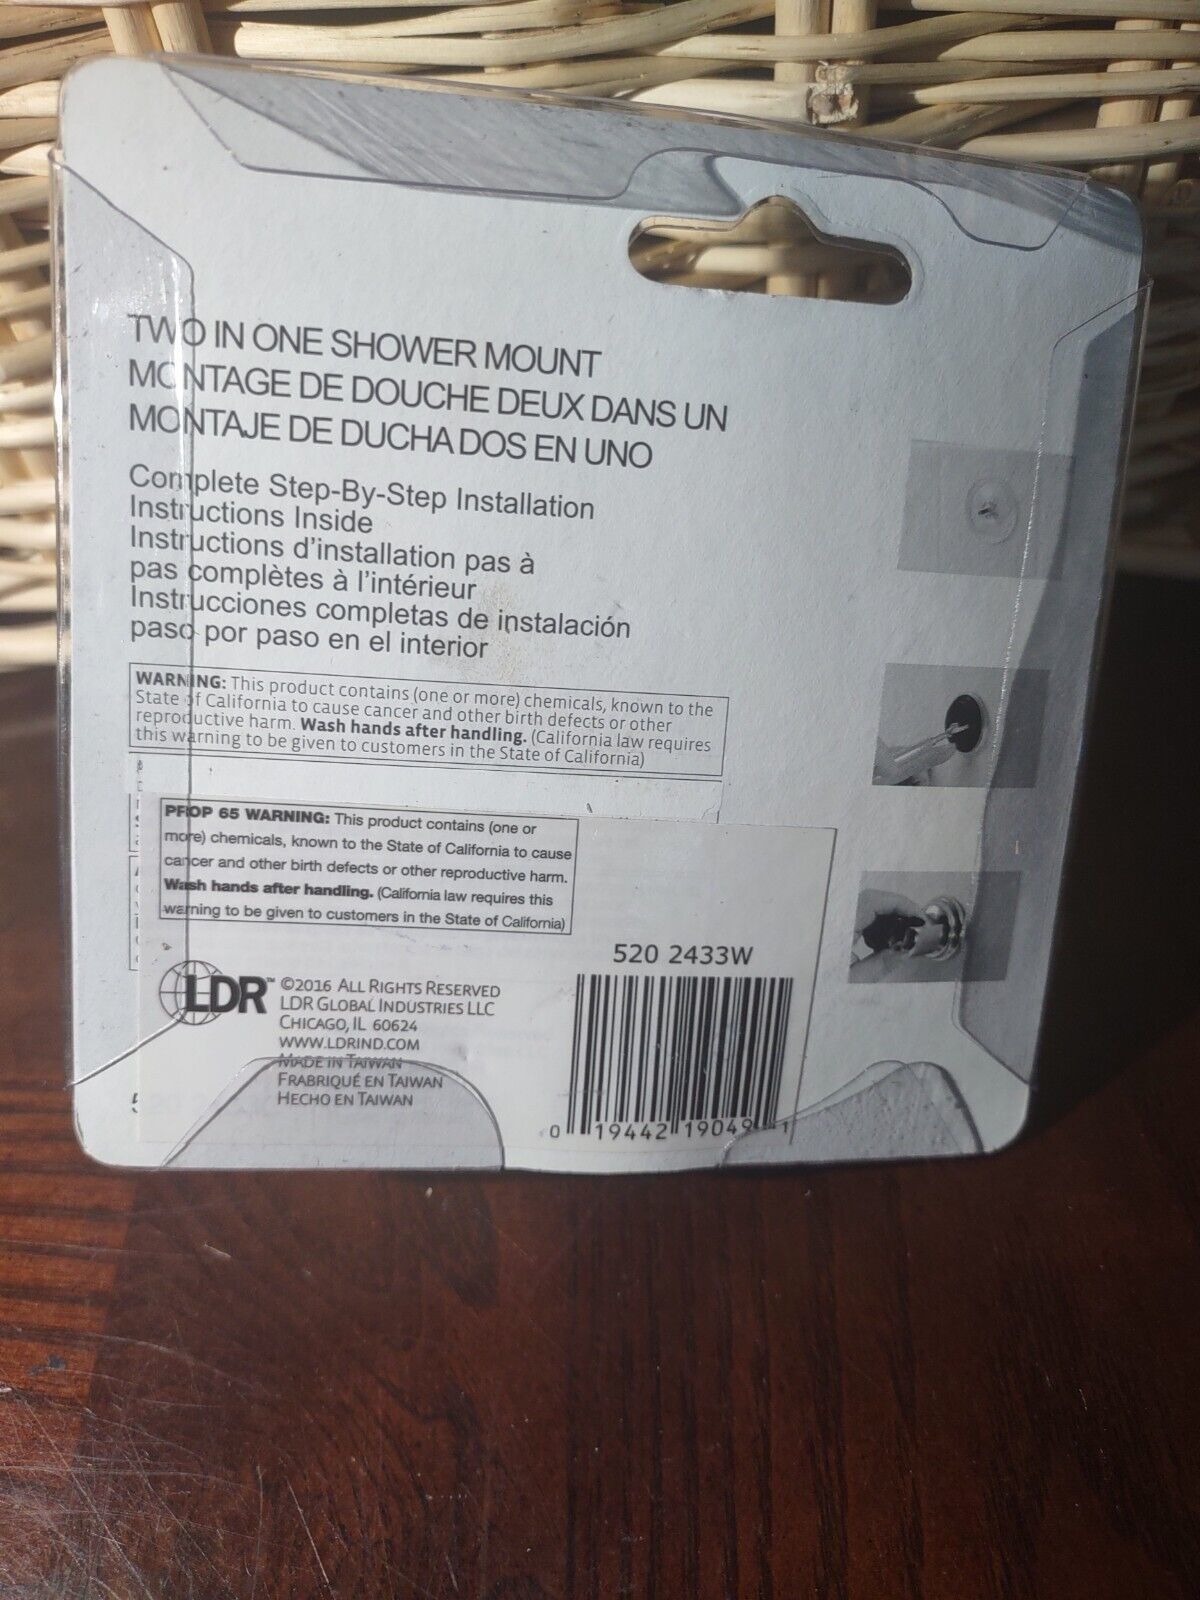 TWO IN ONE SHOWER MOUNT
MONTAGE DE DOUCHE DEUX DANS UN
MONTAJE DE DUCHA DOS EN UNO
Complete Step-By-Step Installation
Instructions Inside
Instructions d'installation pas à
pas complètes à l'intérieur
Instrucciones completas de instalación
paso por paso en el interior
WARNING: This product contains (one or more) chemicals, known to the
State of California to cause cancer and other birth defects or other
reproductive harm. Wash hands after handling. (California law requires
this warning to be given to customers in the State of California)
PROP 65 WARNING: This product contains (one or
more) chemicals, known to the State of California to cause
cancer and other birth defects or other reproductive harm.
Wash hands after handling. (California law requires this
warning to be given to customers in the State of California)
520 2433W
LDR™
©2016 ALL RIGHTS RESERVED
LDR GLOBAL INDUSTRIES LLC
CHICAGO, IL 60624
WWW.LDRIND.COM
MADE IN TAIWAN
FRABRIQUÉ EN TAIWAN
HECHO EN TAIWAN
0 19442 19049 1